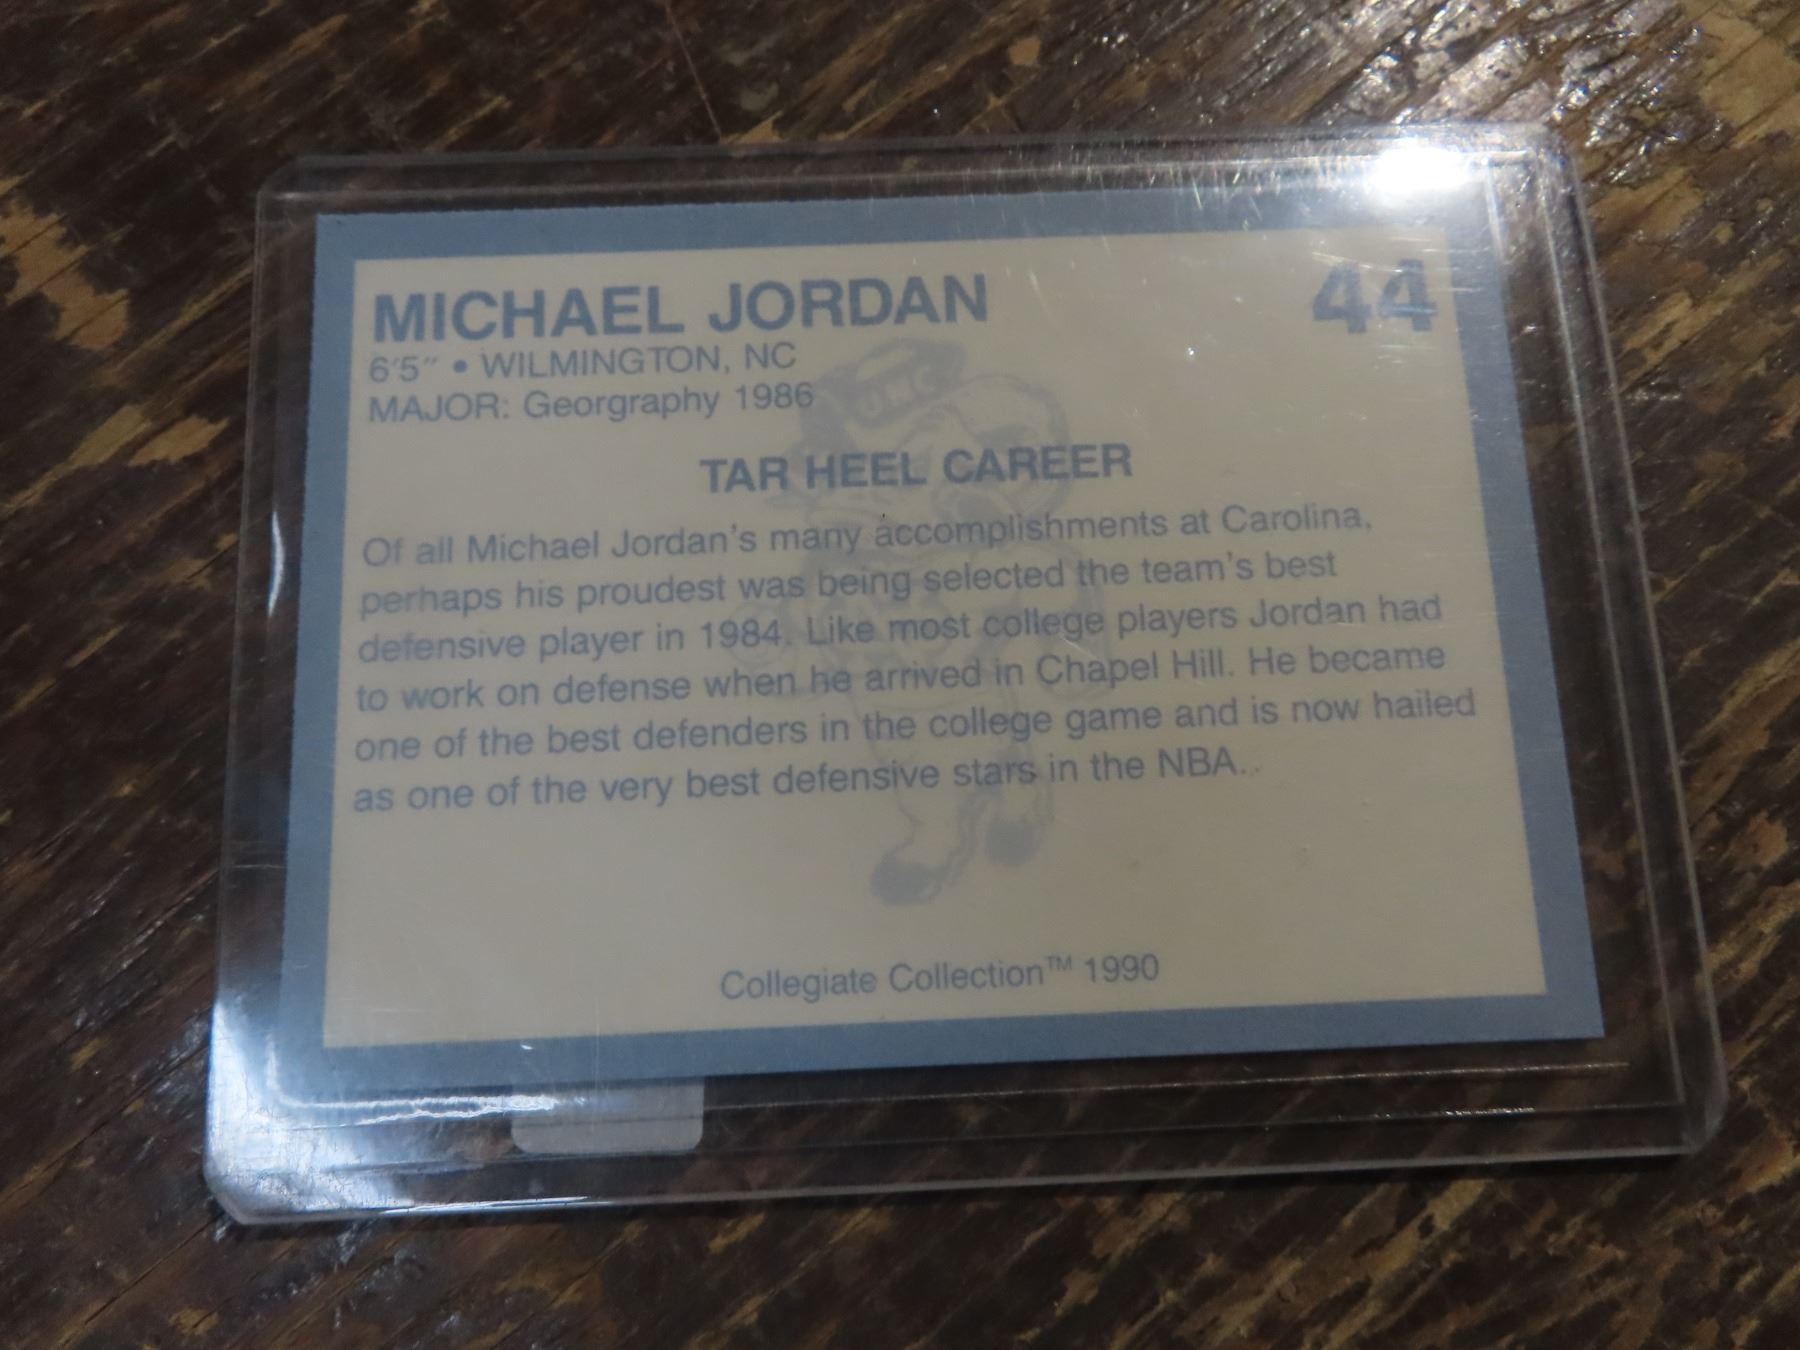 MICHAEL JORDAN 44
6'5" • WILMINGTON, NC
MAJOR: Georgraphy 1986
UNC
TAR HEEL CAREER
Of all Michael Jordan's many accomplishments at Carolina,
perhaps his proudest was being selected the team's best
defensive player in 1984. Like most college players Jordan had
to work on defense when he arrived in Chapel Hill. He became
one of the best defenders in the college game and is now hailed
as one of the very best defensive stars in the NBA.
Collegiate Collection™ 1990